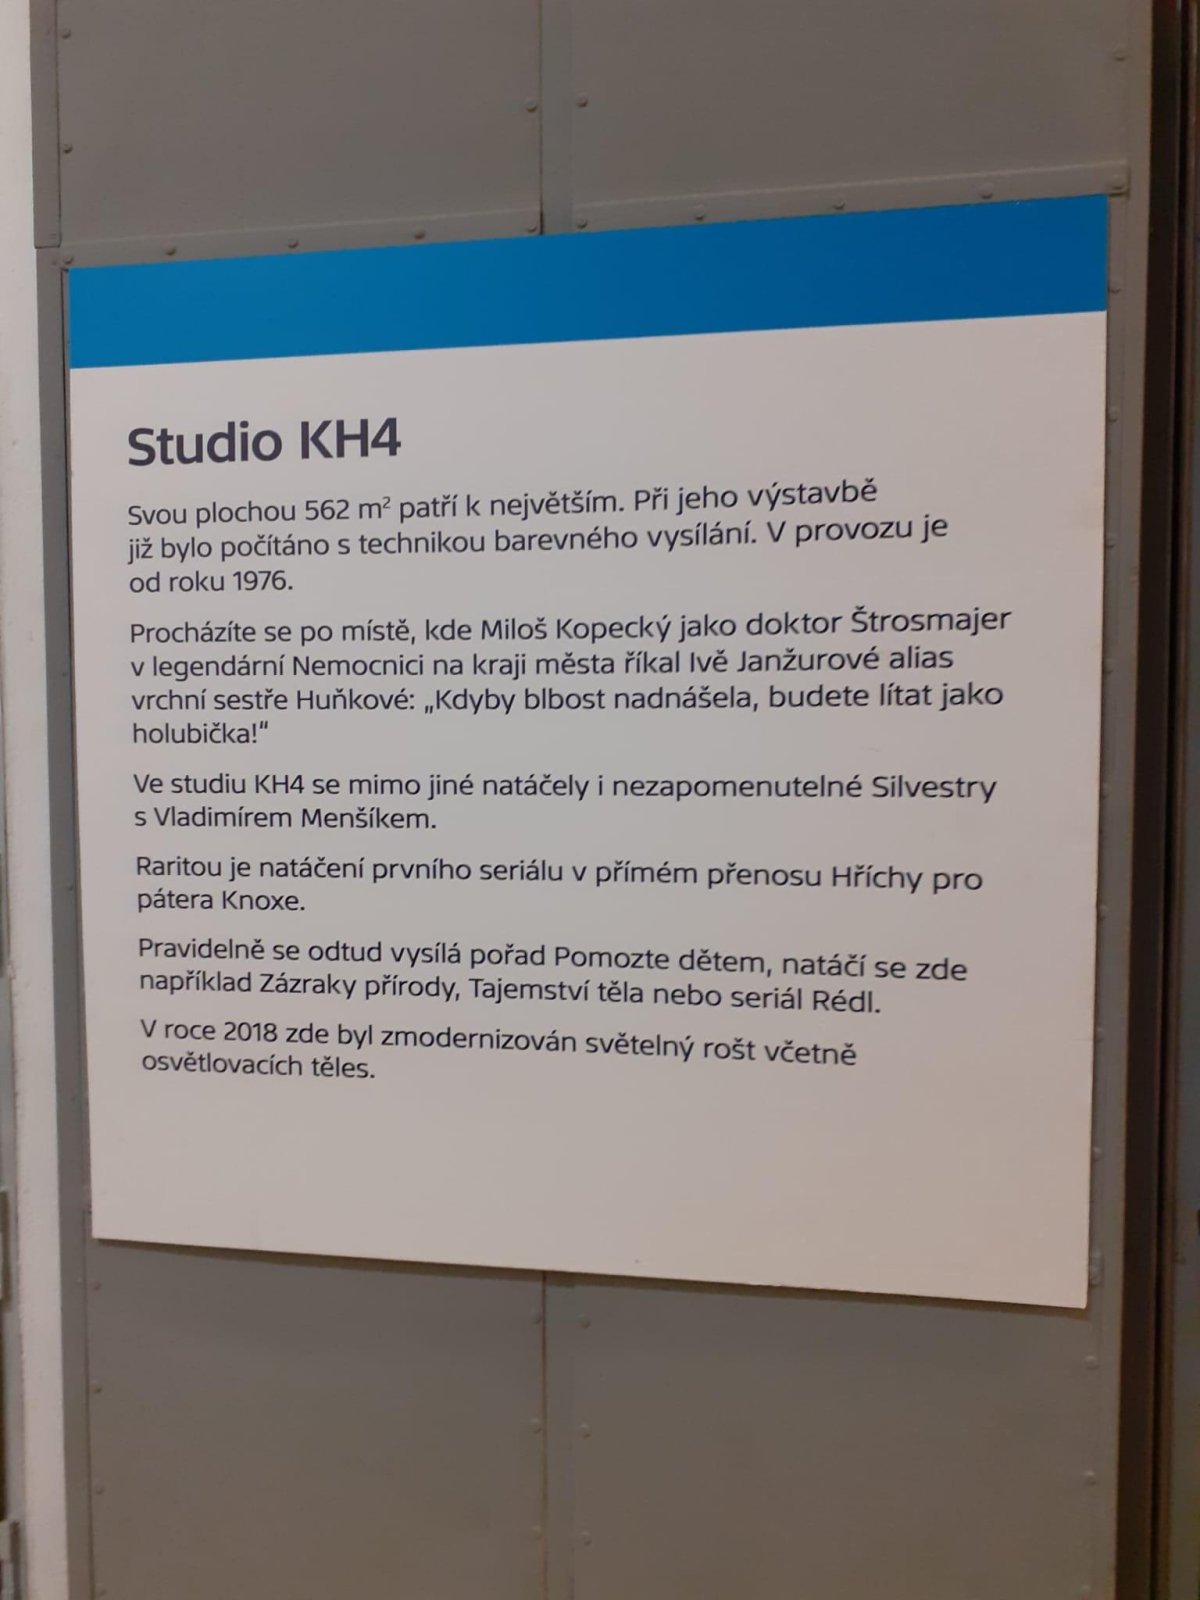 Studio KH4
Svou plochou 562 m² patří k největším. Při jeho výstavbě
již bylo počítáno s technikou barevného vysílání. V provozu je
od roku 1976.
Procházíte se po místě, kde Miloš Kopecký jako doktor Štrosmajer
v legendární Nemocnici na kraji města říkal Ivě Janžurové alias
vrchní sestře Huňkové: „Kdyby blbost nadnášela, budete lítat jako
holubička!“
Ve studiu KH4 se mimo jiné natáčely i nezapomenutelné Silvestry
s Vladimírem Menšíkem.
Raritou je natáčení prvního seriálu v přímém přenosu Hříchy pro
pátera Knoxe.
Pravidelně se odtud vysílá pořad Pomozte dětem, natáčí se zde
například Zázraky přírody, Tajemství těla nebo seriál Rédl.
V roce 2018 zde byl zmodernizován světelný rošt včetně
osvětlovacích těles.